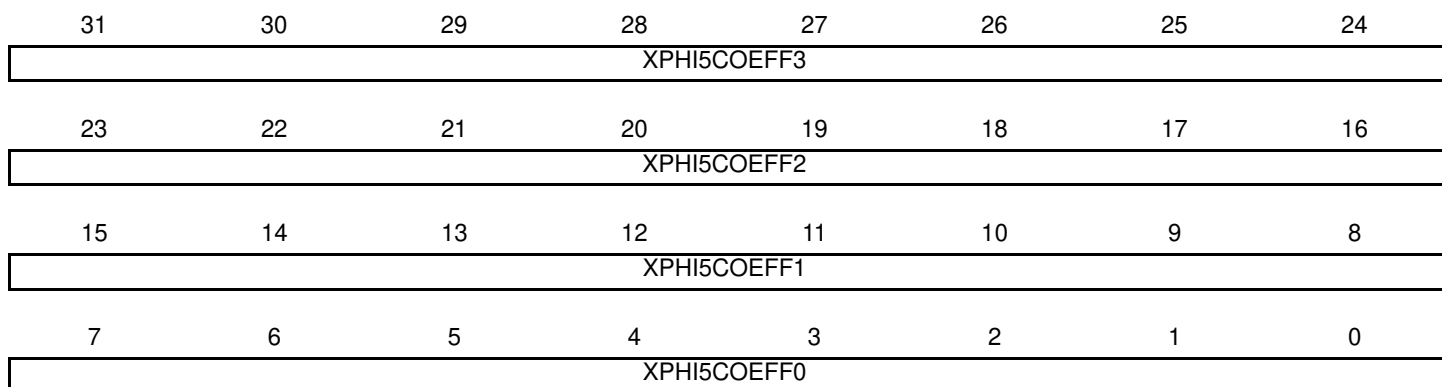 31 30 29 28 27 26 25 24
XPHI5COEFF3
23 22 21 20 19 18 17 16
XPHI5COEFF2
15 14 13 12 11 10 9 8
XPHI5COEFF1
7 6 5 4 3 2 1 0
XPHI5COEFF0